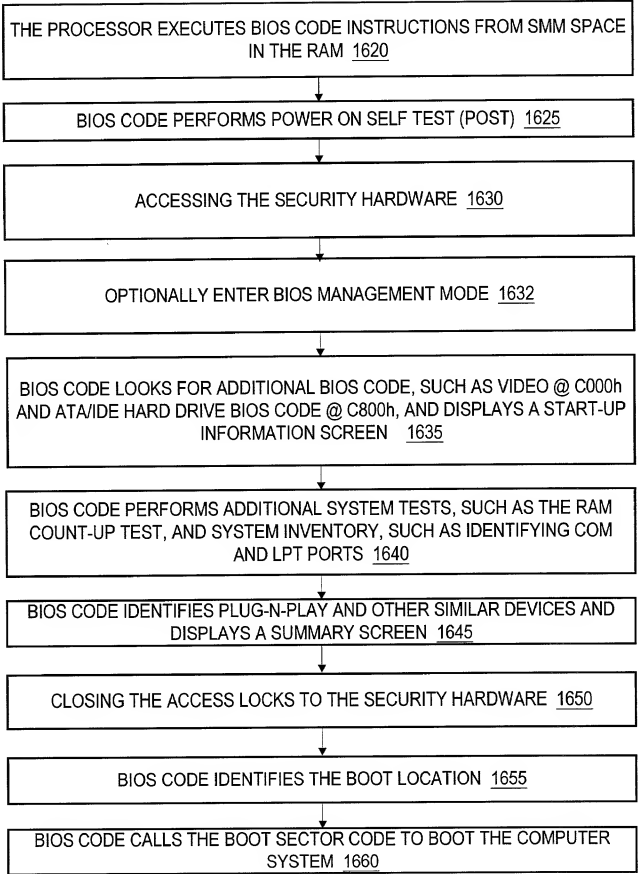 THE PROCESSOR EXECUTES BIOS CODE INSTRUCTIONS FROM SMM SPACE
IN THE RAM 1620
BIOS CODE PERFORMS POWER ON SELF TEST (POST) 1625
ACCESSING THE SECURITY HARDWARE 1630
OPTIONALLY ENTER BIOS MANAGEMENT MODE 1632
BIOS CODE LOOKS FOR ADDITIONAL BIOS CODE, SUCH AS VIDEO @ C000h
AND ATA/IDE HARD DRIVE BIOS CODE @ C800h, AND DISPLAYS A START-UP
INFORMATION SCREEN 1635
BIOS CODE PERFORMS ADDITIONAL SYSTEM TESTS, SUCH AS THE RAM
COUNT-UP TEST, AND SYSTEM INVENTORY, SUCH AS IDENTIFYING COM
AND LPT PORTS 1640
BIOS CODE IDENTIFIES PLUG-N-PLAY AND OTHER SIMILAR DEVICES AND
DISPLAYS A SUMMARY SCREEN 1645
CLOSING THE ACCESS LOCKS TO THE SECURITY HARDWARE 1650
BIOS CODE IDENTIFIES THE BOOT LOCATION 1655
BIOS CODE CALLS THE BOOT SECTOR CODE TO BOOT THE COMPUTER
SYSTEM 1660